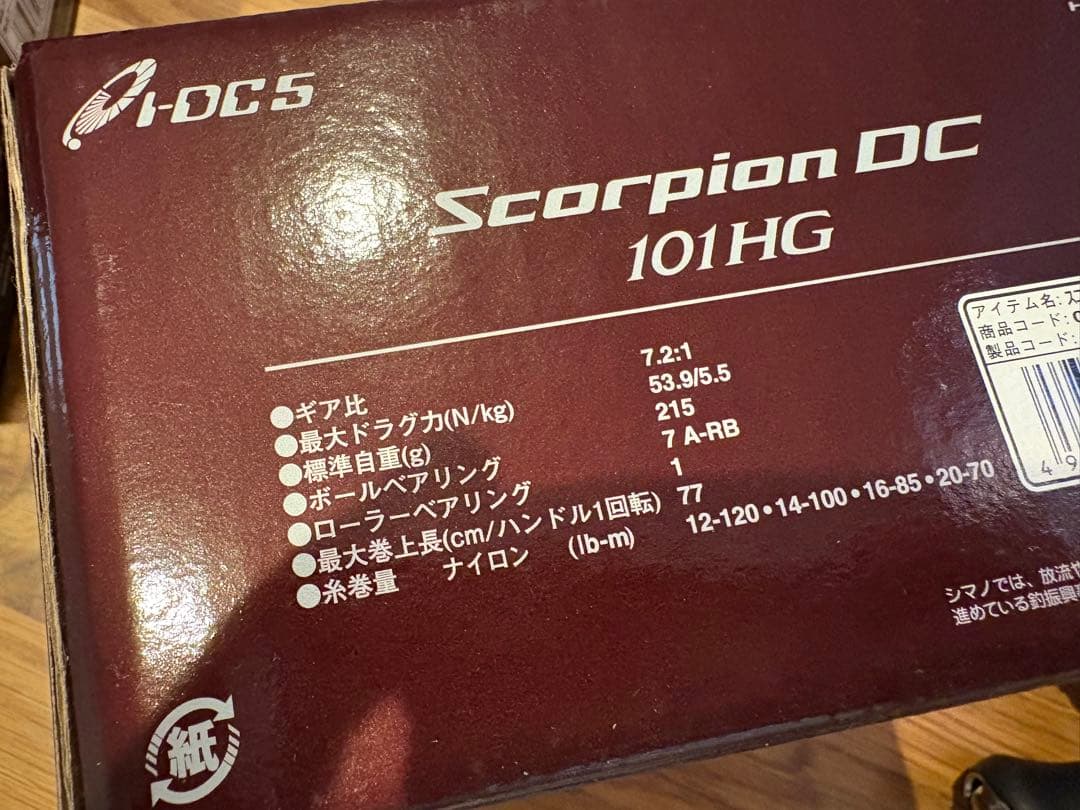 I-DC5
Scorpion DC
101HG
●ギア比 7.2:1
●最大ドラグ力(N/kg) 53.9/5.5
●標準自重(g) 215
●ボールベアリング 7 A-RB
●ローラーベアリング 1
●最大巻上長(cm/ハンドル1回転) 77
●糸巻量 ナイロン (lb-m) 12-120・14-100・16-85・20-70
アイテム名:ス
商品コード:
製品コード:
4 9
シマノでは、放流や
進めている釣振興
紙